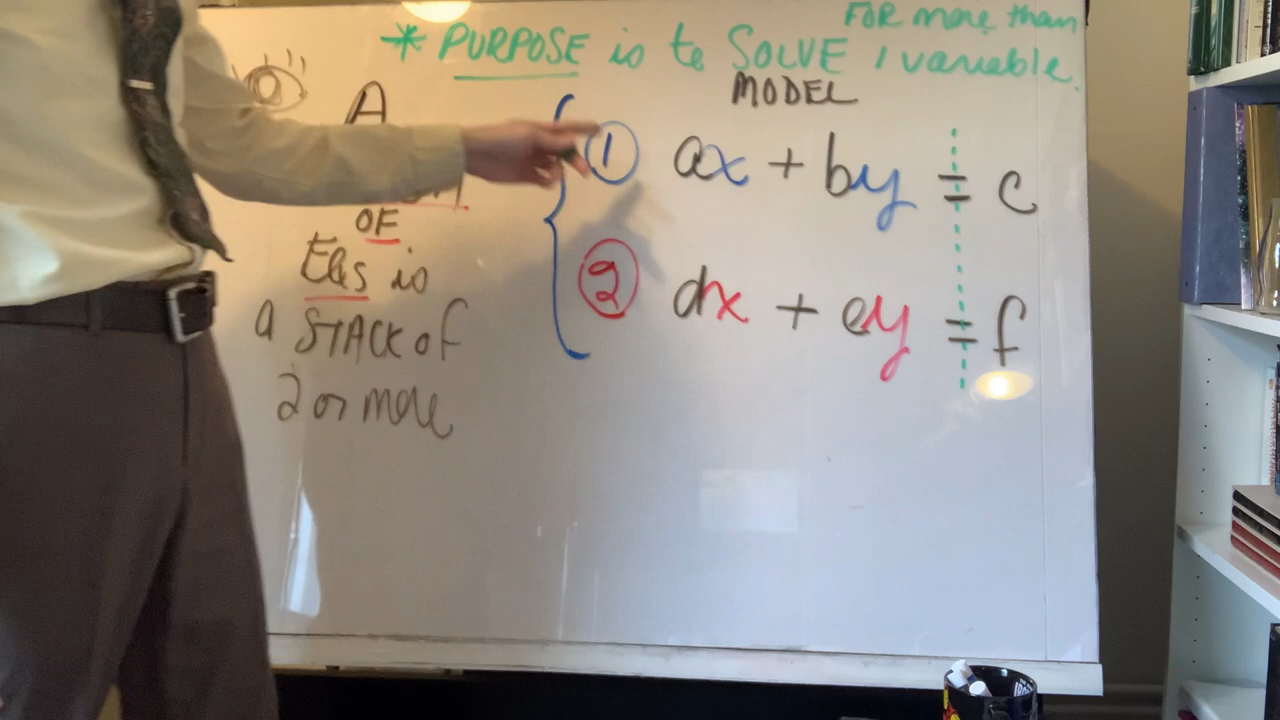 * PURPOSE is to SOLVE
FOR more than
1 variable.
A
OF
Eqs is
a STACK of
2 or more
MODEL
1 ax + by = c
2 dx + ey = f